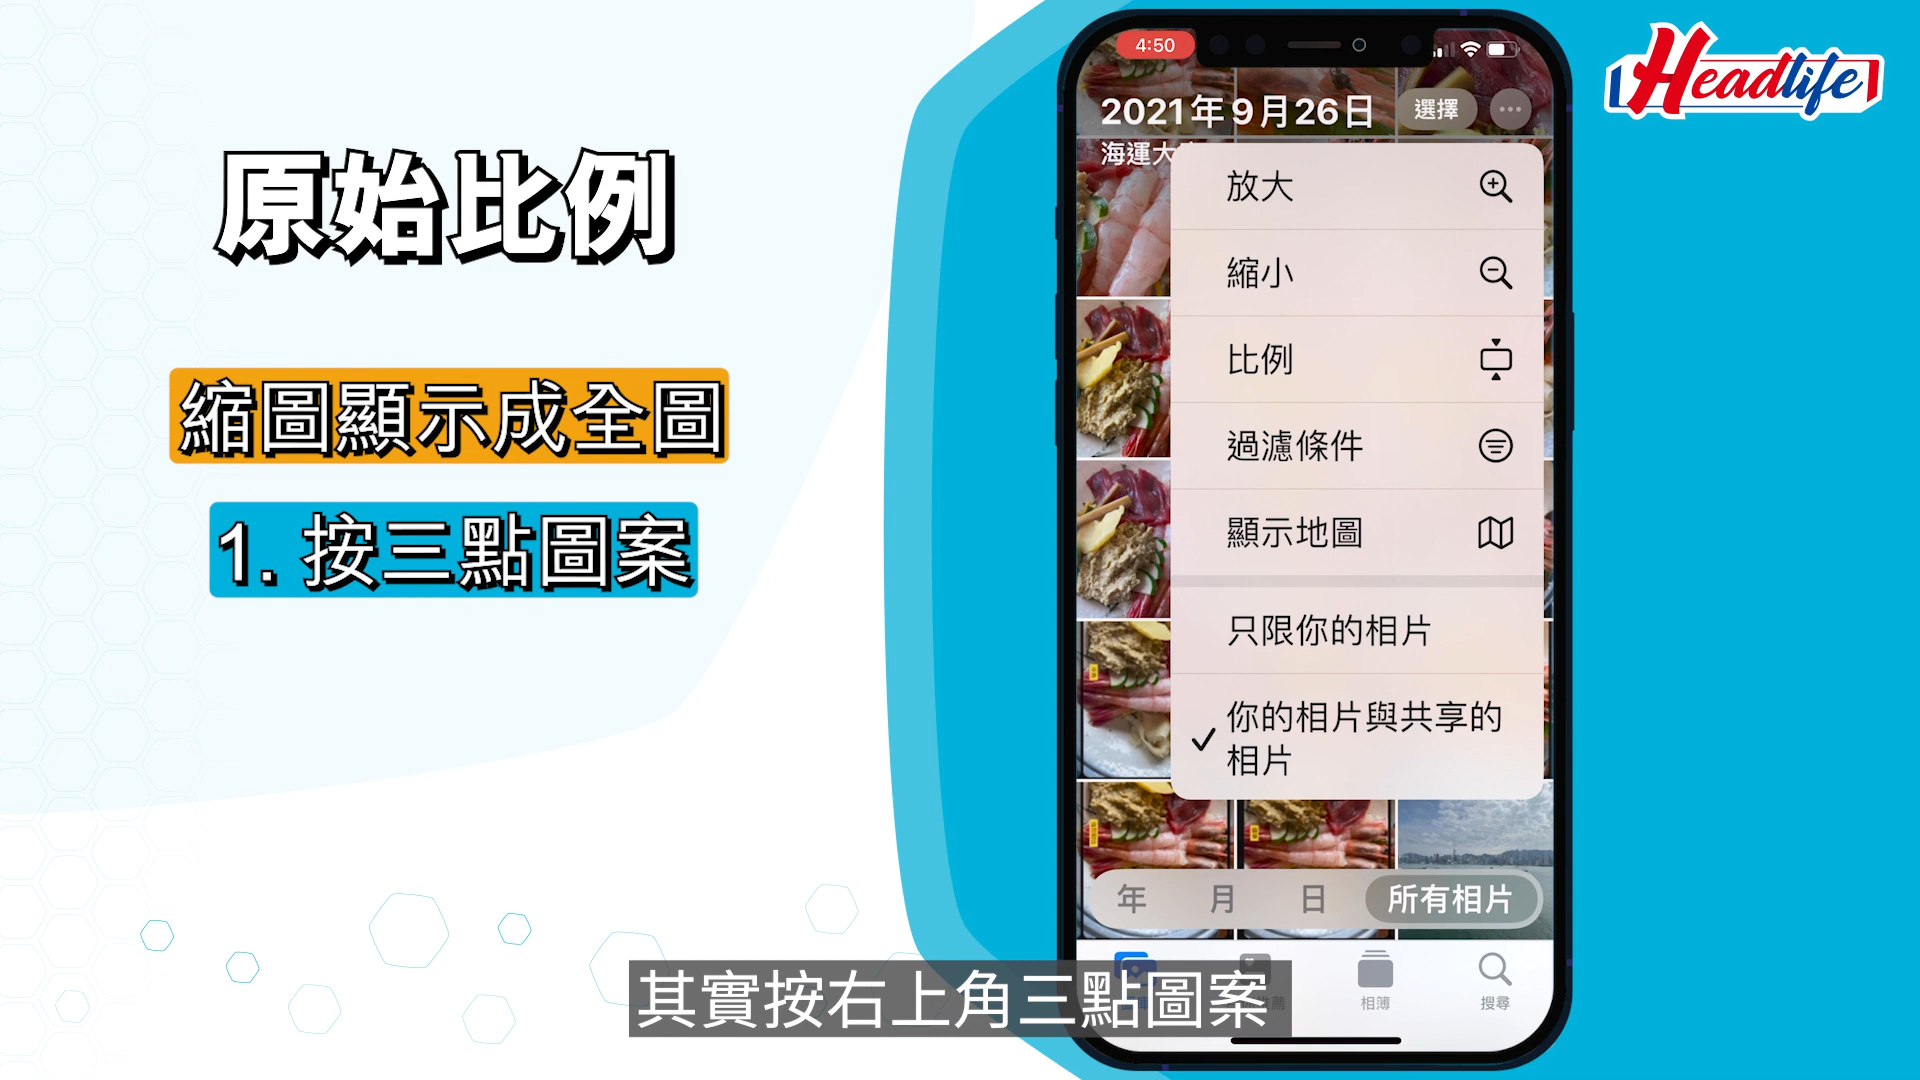 原始比例
縮圖顯示成全圖
1. 按三點圖案
Headlife
4:50
2021年9月26日
選擇
海運大
放大
縮小
比例
過濾條件
顯示地圖
只限你的相片
你的相片與共享的
相片
年 月 日 所有相片
相簿
搜尋
其實按右上角三點圖案